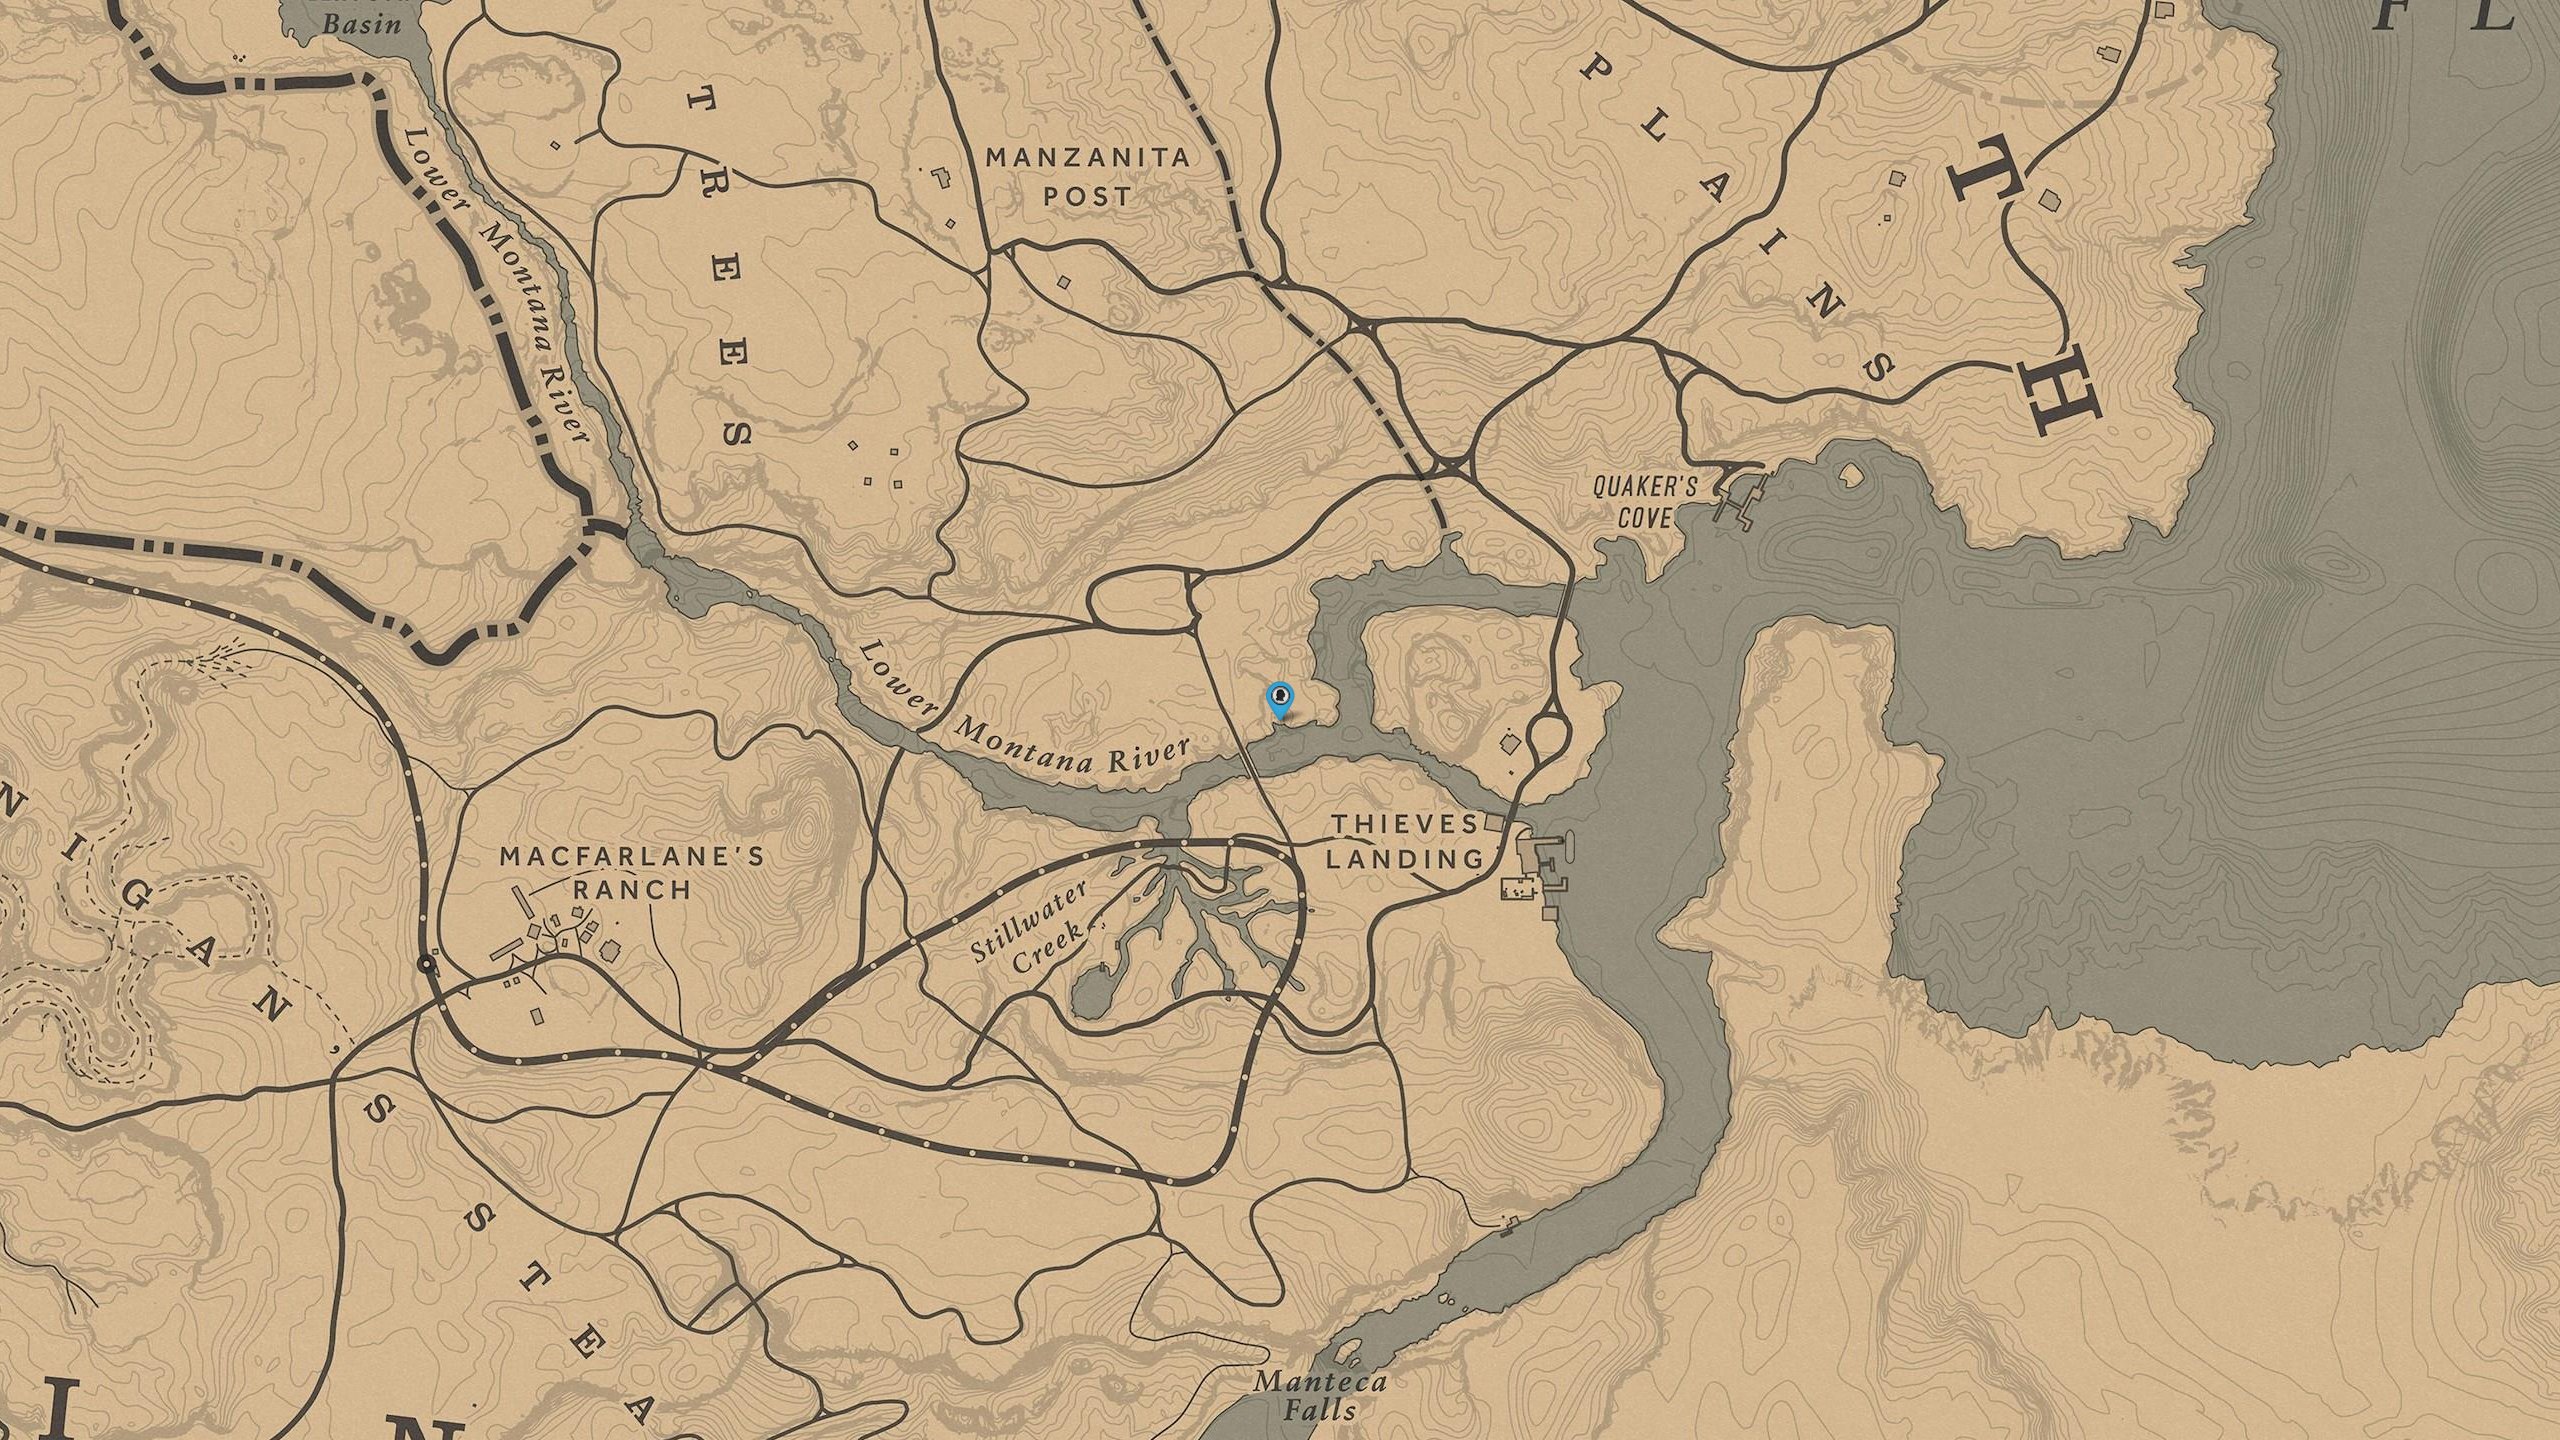 Basin
F L
Lower Montana River
T
R
E
E
S
MANZANITA
POST
P
L
A
I
N
S
T
H
QUAKER'S
COVE
Lower Montana River
N
I
G
A
N
,
S
MACFARLANE'S
RANCH
Stillwater
Creek
THIEVES
LANDING
S
T
E
A
I
N
Manteca
Falls